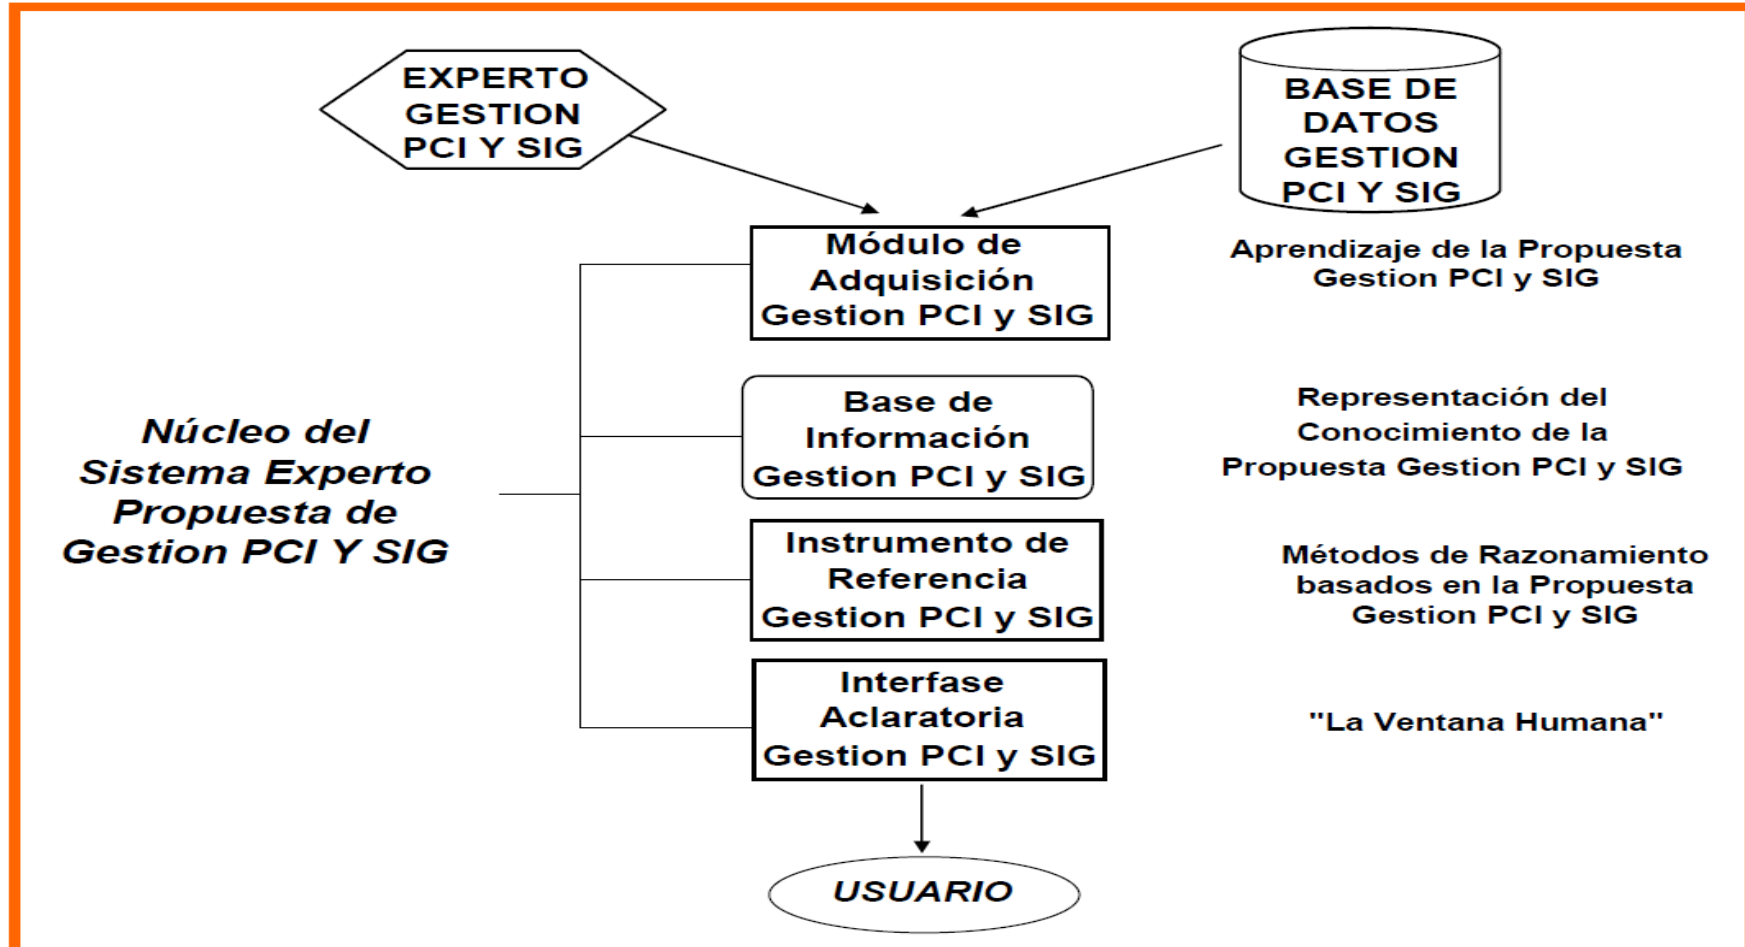 EXPERTO
GESTION
PCI Y SIG
BASE DE
DATOS
GESTION
PCI Y SIG
Módulo de
Adquisición
Gestion PCI y SIG
Aprendizaje de la Propuesta
Gestion PCI y SIG
Núcleo del
Sistema Experto
Propuesta de
Gestion PCI Y SIG
Base de
Información
Gestion PCI y SIG
Representación del
Conocimiento de la
Propuesta Gestion PCI y SIG
Instrumento de
Referencia
Gestion PCI y SIG
Métodos de Razonamiento
basados en la Propuesta
Gestion PCI y SIG
Interfase
Aclaratoria
Gestion PCI y SIG
"La Ventana Humana"
USUARIO